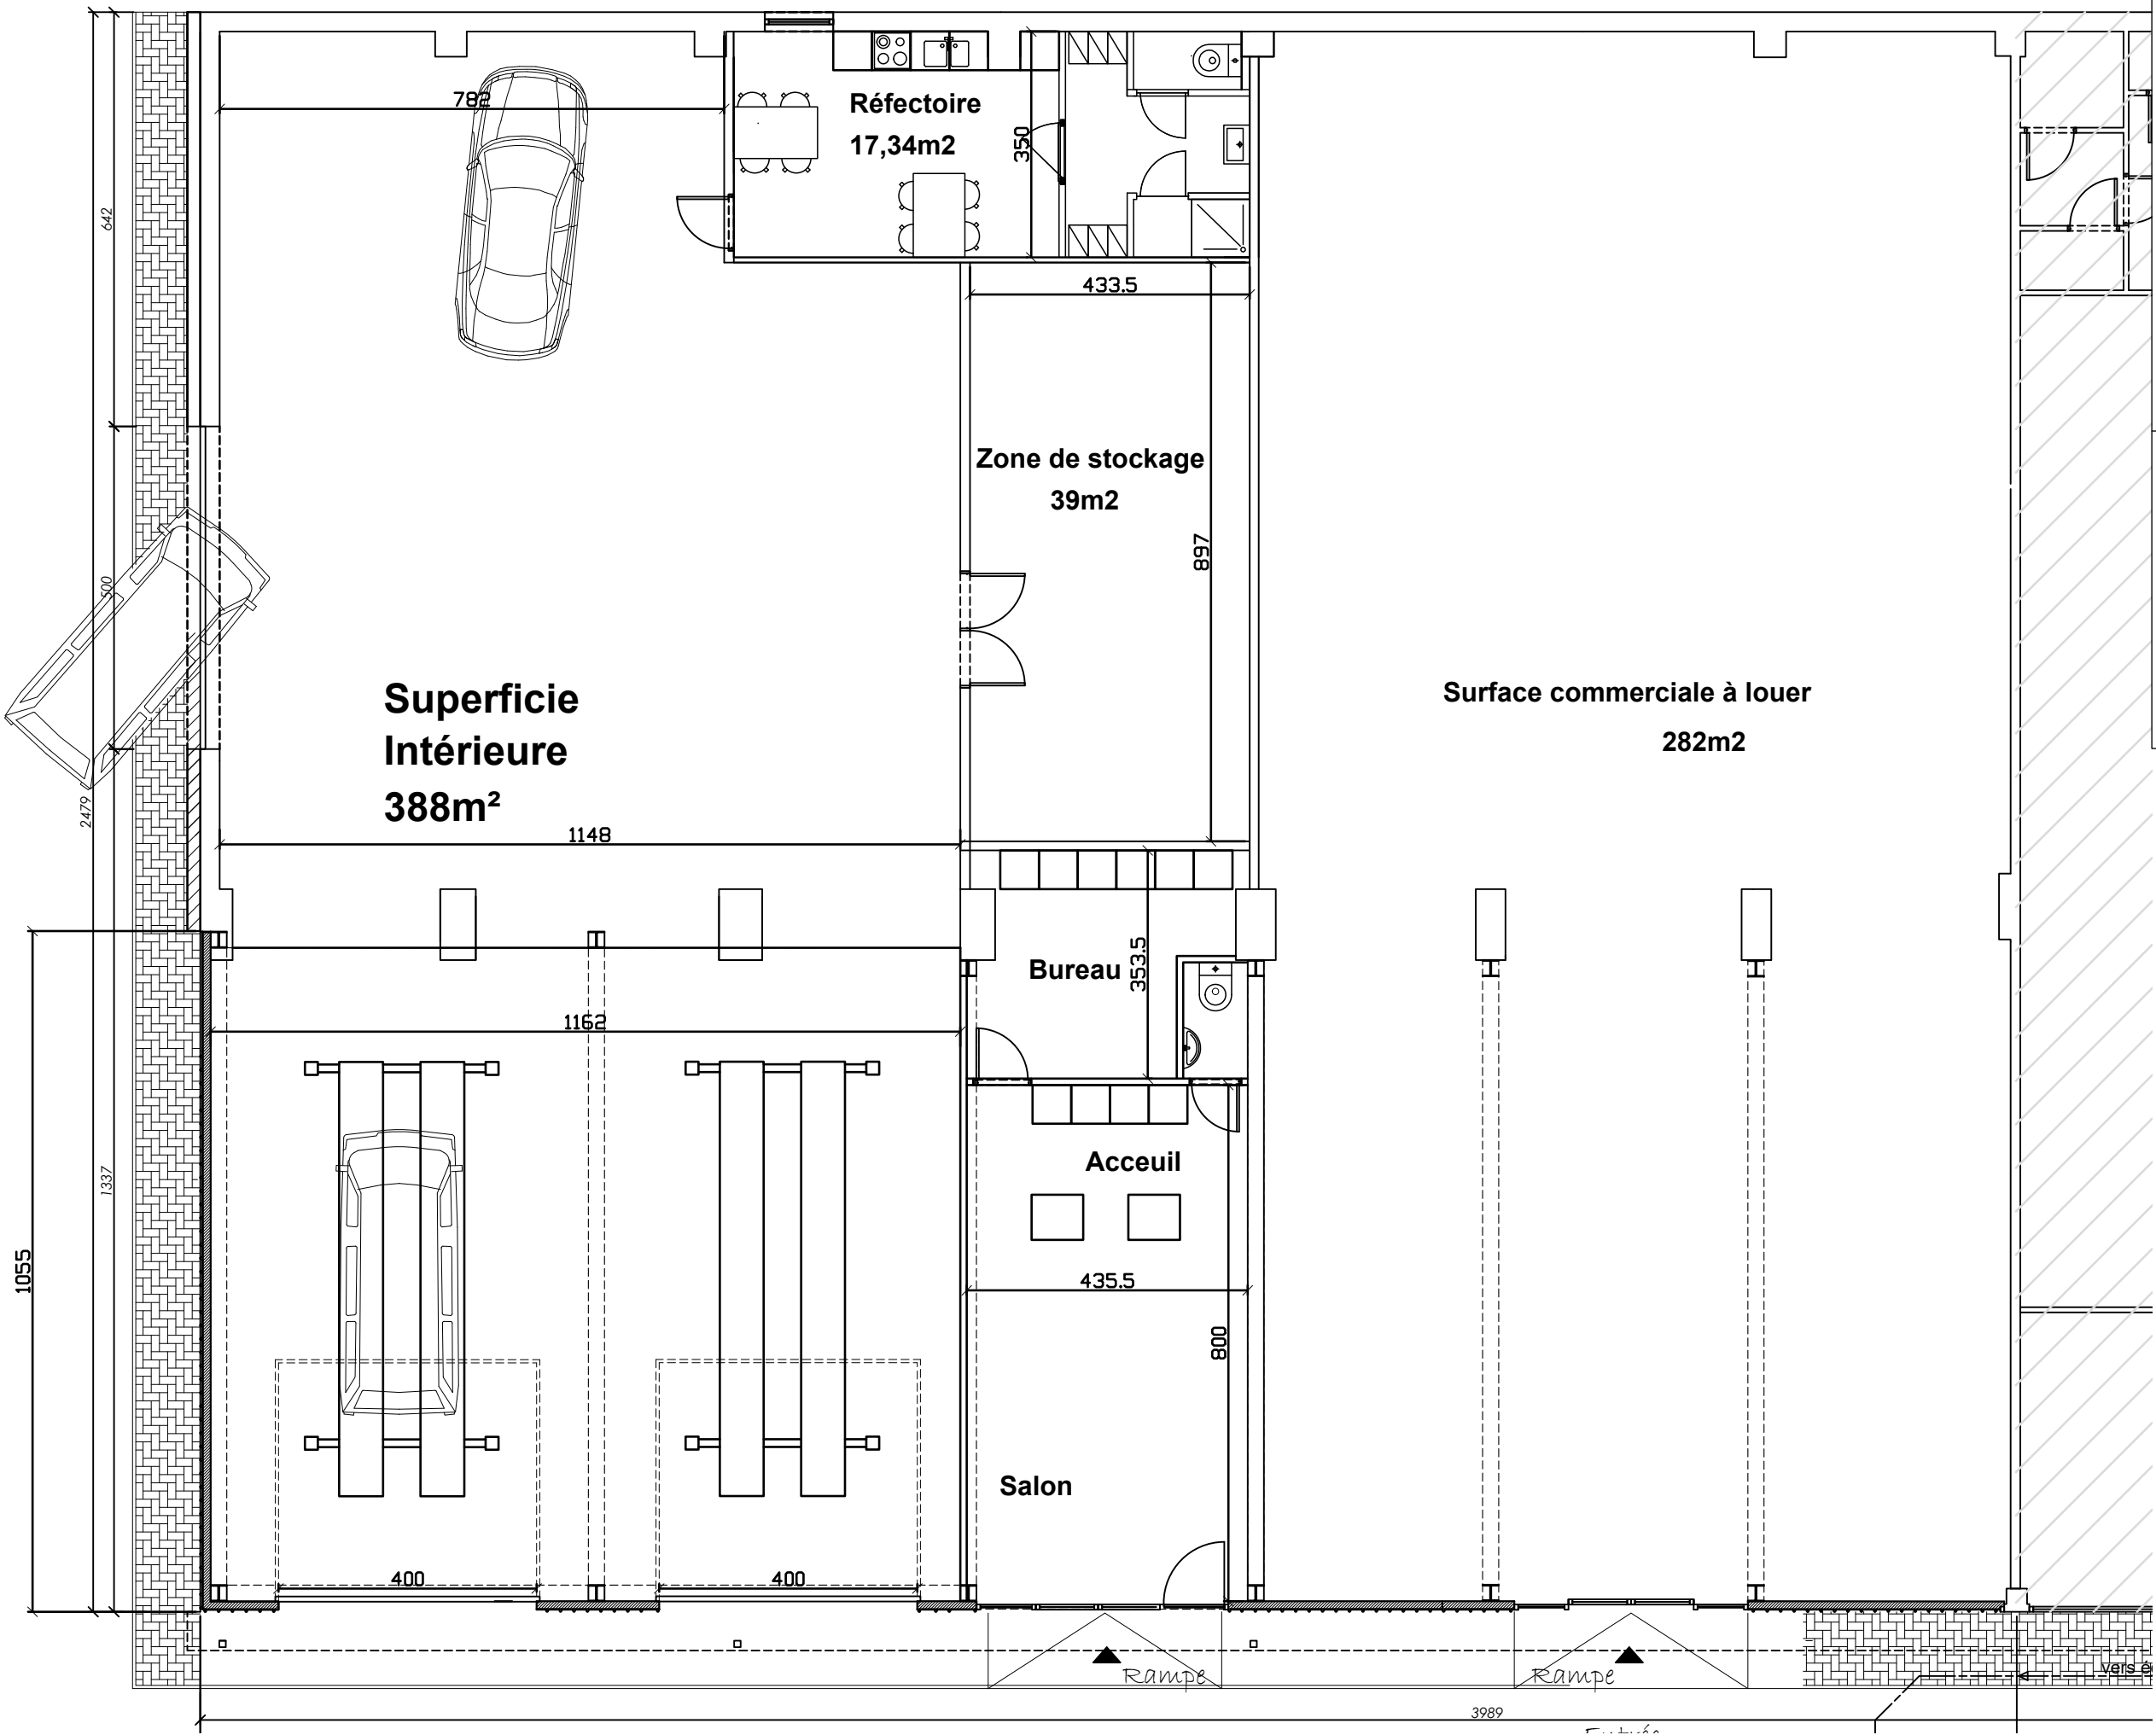 782
Réfectoire
17,34m2
350
642
433.5
Zone de stockage
39m2
897
500
Superficie
Intérieure
388m²
Surface commerciale à louer
282m2
2479
1148
Bureau
353.5
1162
1337
Acceuil
1055
435.5
800
Salon
400
400
Rampe
Rampe
vers
3989